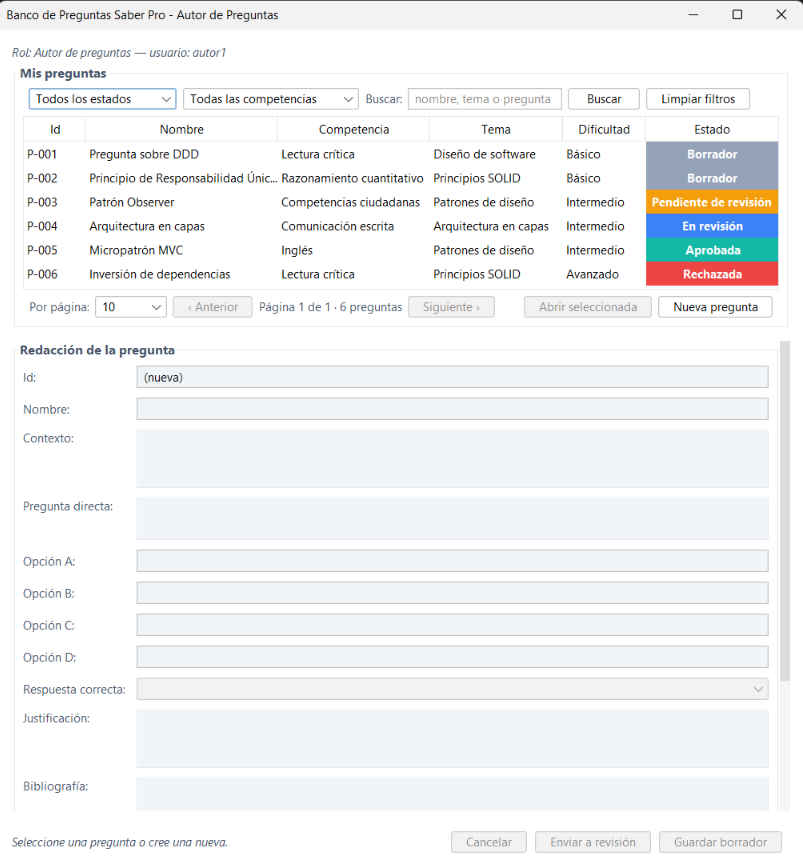 Banco de Preguntas Saber Pro - Autor de Preguntas
Rol: Autor de preguntas — usuario: autor1
Mis preguntas
Todos los estados Todas las competencias Buscar: nombre, tema o pregunta Buscar Limpiar filtros
Id Nombre Competencia Tema Dificultad Estado
P-001 Pregunta sobre DDD Lectura crítica Diseño de software Básico Borrador
P-002 Principio de Responsabilidad Únic... Razonamiento cuantitativo Principios SOLID Básico Borrador
P-003 Patrón Observer Competencias ciudadanas Patrones de diseño Intermedio Pendiente de revisión
P-004 Arquitectura en capas Comunicación escrita Arquitectura en capas Intermedio En revisión
P-005 Micropatrón MVC Inglés Patrones de diseño Intermedio Aprobada
P-006 Inversión de dependencias Lectura crítica Principios SOLID Avanzado Rechazada
Por página: 10 ‹ Anterior Página 1 de 1 · 6 preguntas Siguiente › Abrir seleccionada Nueva pregunta
Redacción de la pregunta
Id: (nueva)
Nombre:
Contexto:
Pregunta directa:
Opción A:
Opción B:
Opción C:
Opción D:
Respuesta correcta:
Justificación:
Bibliografía:
Seleccione una pregunta o cree una nueva. Cancelar Enviar a revisión Guardar borrador